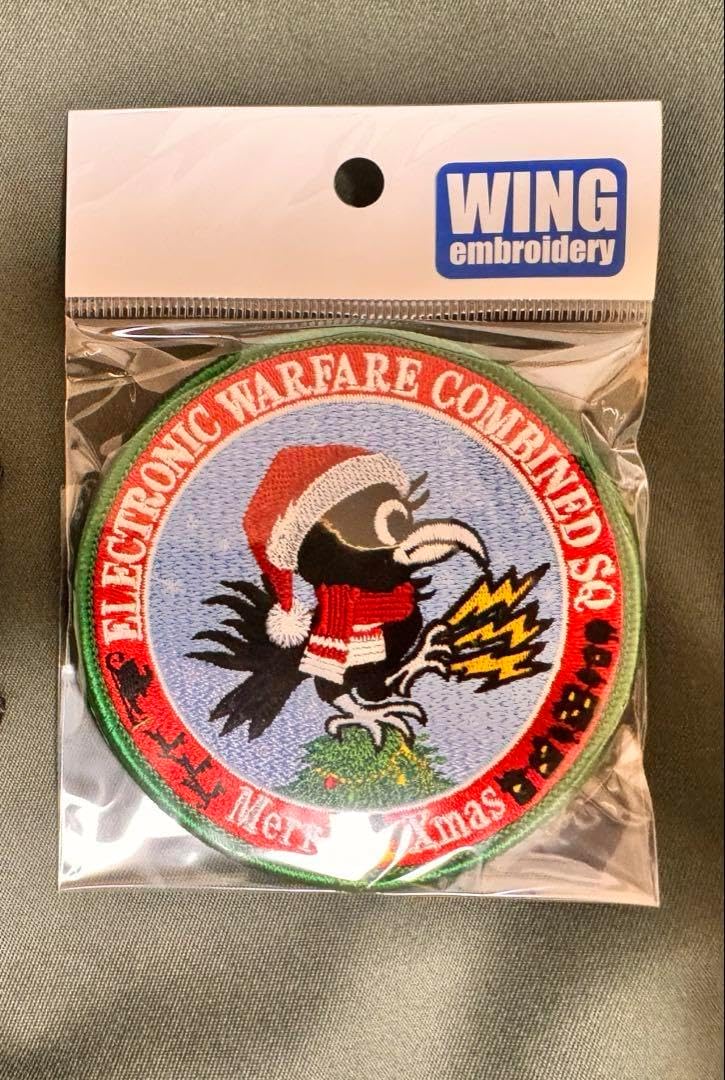 WING
embroidery
ELECTRONIC WARFARE COMBINED SQ
Xmas